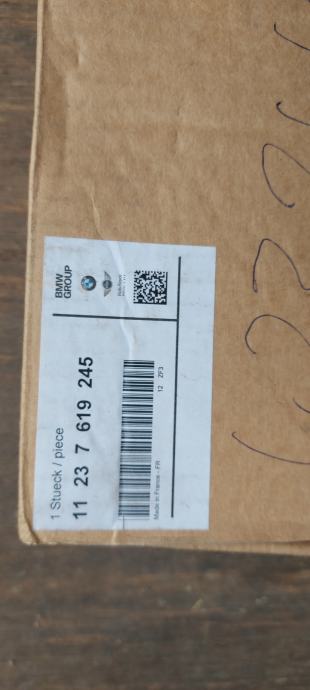 BMW
GROUP
1 Stueck / piece
11 23 7 619 245
12 ZF3
Made in France - FR